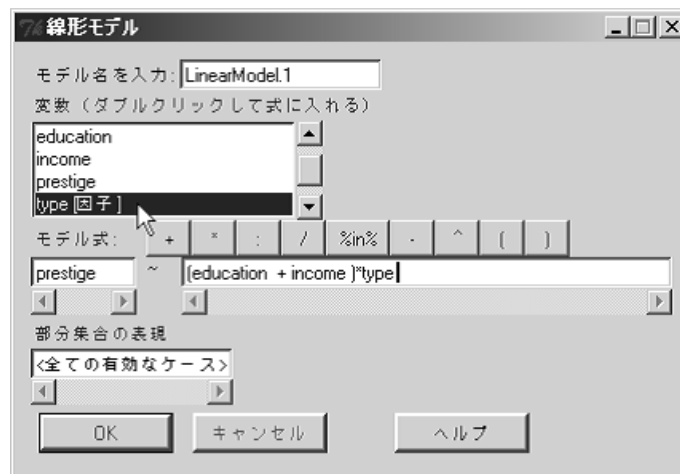 線形モデル
モデル名を入力: LinearModel.1
変数（ダブルクリックして式に入れる）
education
income
prestige
type [因子]
モデル式: + * : / %in% - ^ ( )
prestige ~ (education + income )*type
部分集合の表現
<全ての有効なケース>
OK キャンセル ヘルプ